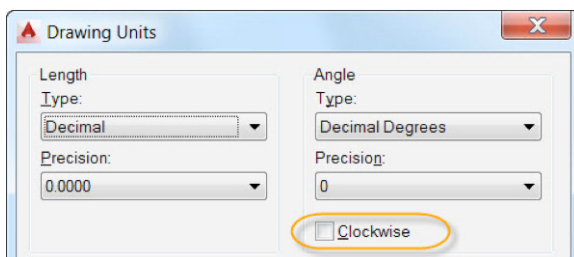 Drawing Units
Length
Type:
Decimal
Precision:
0.0000
Angle
Type:
Decimal Degrees
Precision:
0
Clockwise